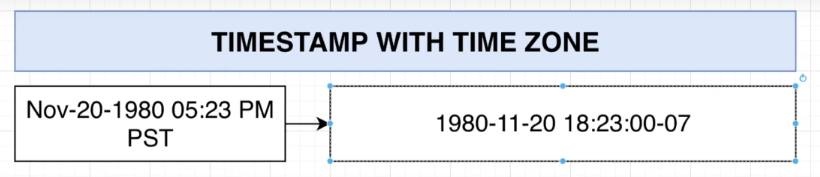 TIMESTAMP WITH TIME ZONE
Nov-20-1980 05:23 PM
PST
1980-11-20 18:23:00-07